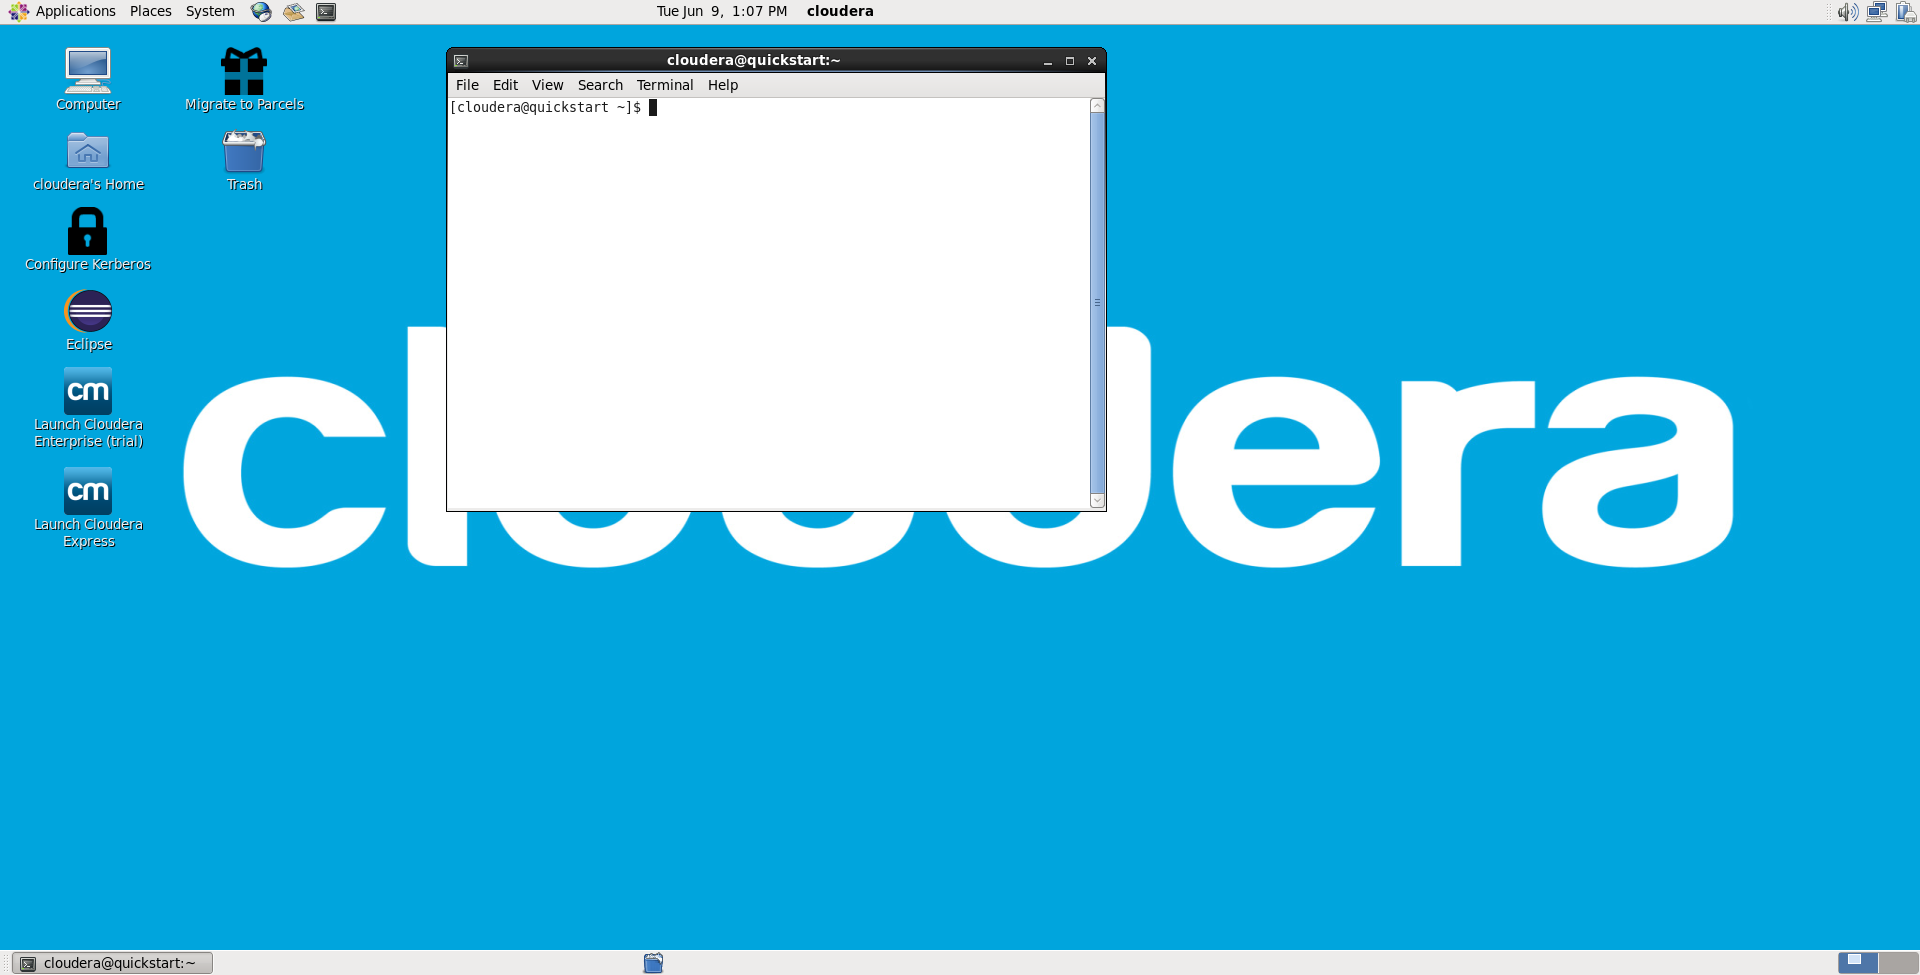 Applications Places System
Tue Jun 9, 1:07 PM cloudera
Computer
Migrate to Parcels
cloudera's Home
Trash
Configure Kerberos
Eclipse
cm
Launch Cloudera
Enterprise (trial)
cm
Launch Cloudera
Express
cloudera@quickstart:~
File Edit View Search Terminal Help
[cloudera@quickstart ~]$
cloudera
cloudera@quickstart:~